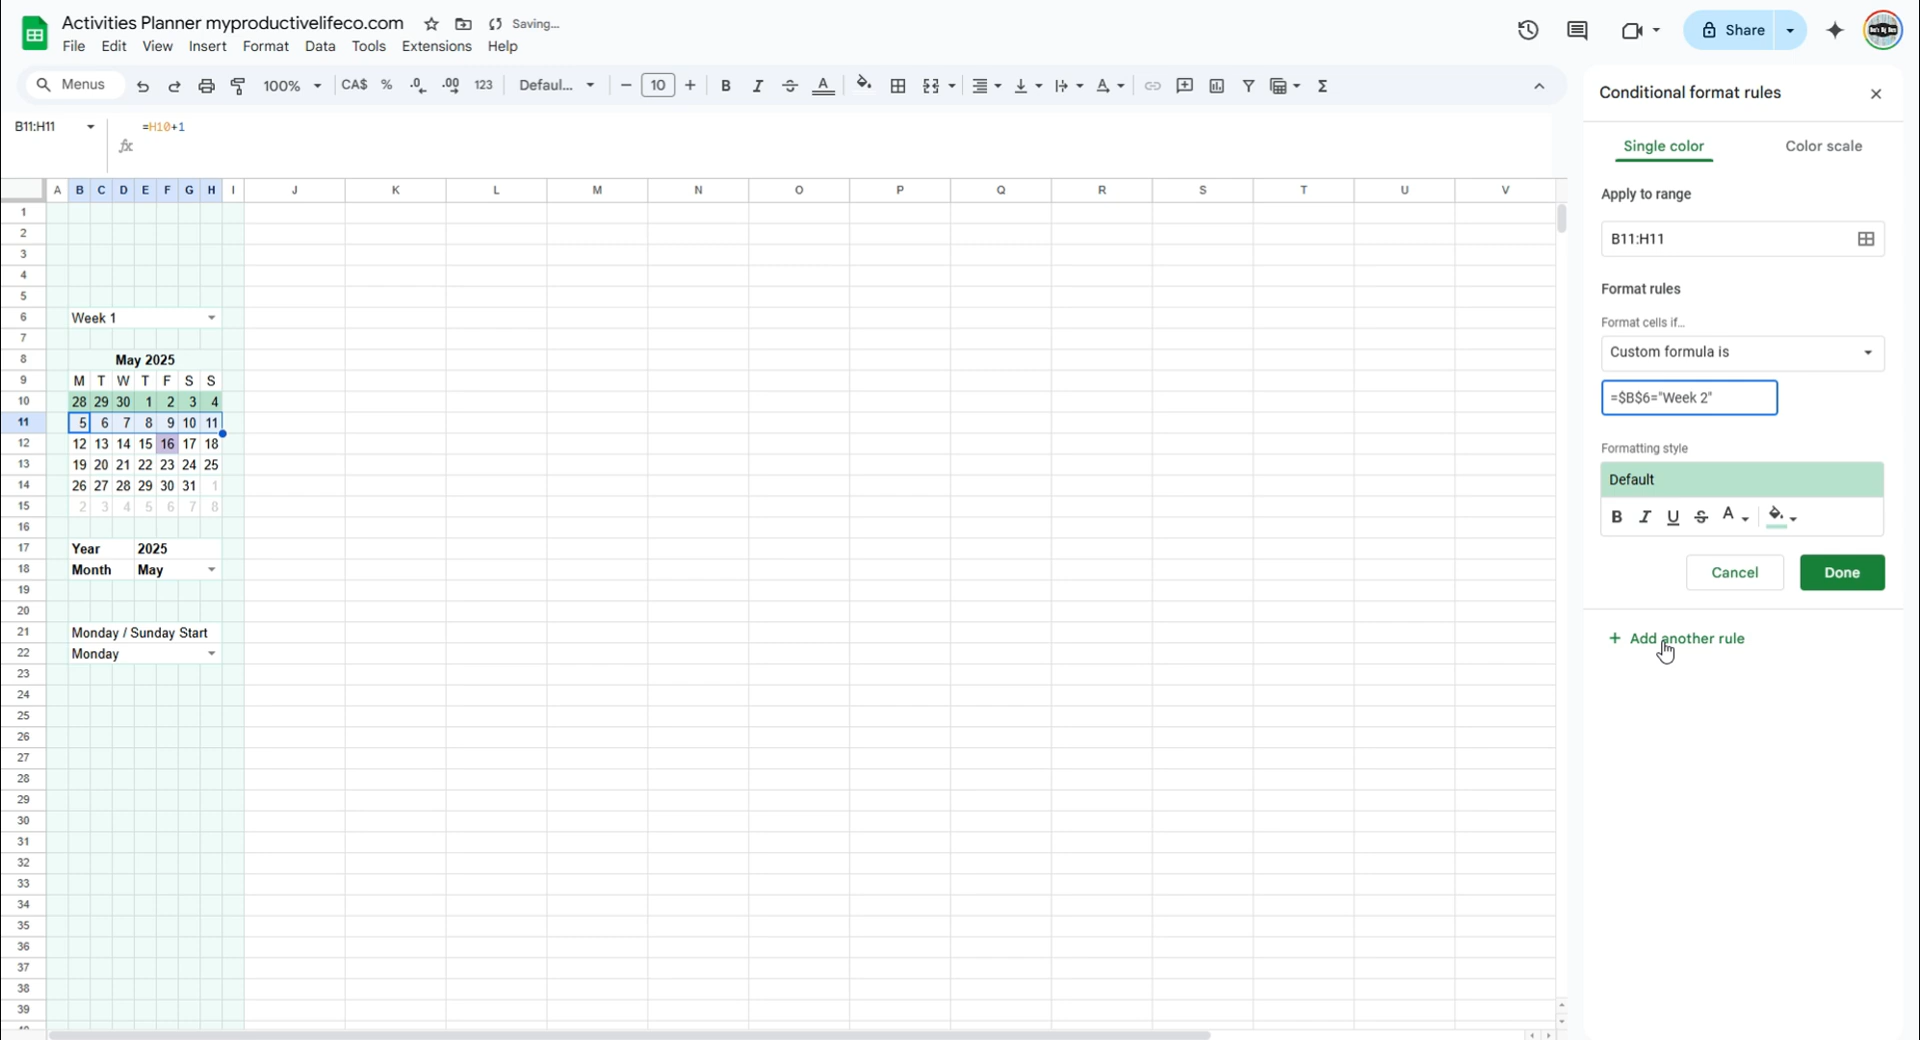 Activities Planner myproductivelifeco.com Saving...
File Edit View Insert Format Data Tools Extensions Help
Share
Menus 100% CA$ % .0 .00 123 Defaul... 10 B I
B11:H11 =H10+1
fx
A B C D E F G H I J K L M N O P Q R S T U V
1
2
3
4
5
6 Week 1
7
8 May 2025
9 M T W T F S S
10 28 29 30 1 2 3 4
11 5 6 7 8 9 10 11
12 12 13 14 15 16 17 18
13 19 20 21 22 23 24 25
14 26 27 28 29 30 31 1
15 2 3 4 5 6 7 8
16
17 Year 2025
18 Month May
19
20
21 Monday / Sunday Start
22 Monday
23
24
25
26
27
28
29
30
31
32
33
34
35
36
37
38
39
Conditional format rules
Single color Color scale
Apply to range
B11:H11
Format rules
Format cells if...
Custom formula is
=$B$6="Week 2"
Formatting style
Default
B I U S A
Cancel Done
+ Add another rule